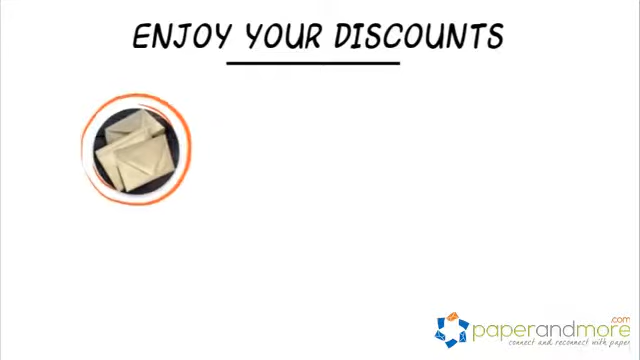 ENJOY YOUR DISCOUNTS
.com
paperandmore
connect and reconnect with paper